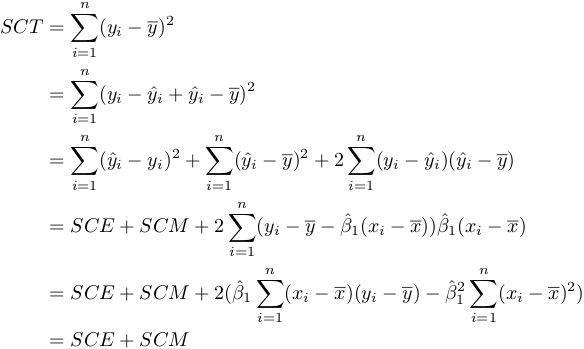 $SCT = \sum_{i=1}^{n} (y_i - \overline{y})^2$
$= \sum_{i=1}^{n} (y_i - \hat{y}_i + \hat{y}_i - \overline{y})^2$
$= \sum_{i=1}^{n} (\hat{y}_i - y_i)^2 + \sum_{i=1}^{n} (\hat{y}_i - \overline{y})^2 + 2 \sum_{i=1}^{n} (y_i - \hat{y}_i)(\hat{y}_i - \overline{y})$
$= SCE + SCM + 2 \sum_{i=1}^{n} (y_i - \overline{y} - \hat{\beta}_1 (x_i - \overline{x})) \hat{\beta}_1 (x_i - \overline{x})$
$= SCE + SCM + 2(\hat{\beta}_1 \sum_{i=1}^{n} (x_i - \overline{x})(y_i - \overline{y}) - \hat{\beta}_1^2 \sum_{i=1}^{n} (x_i - \overline{x})^2)$
$= SCE + SCM$